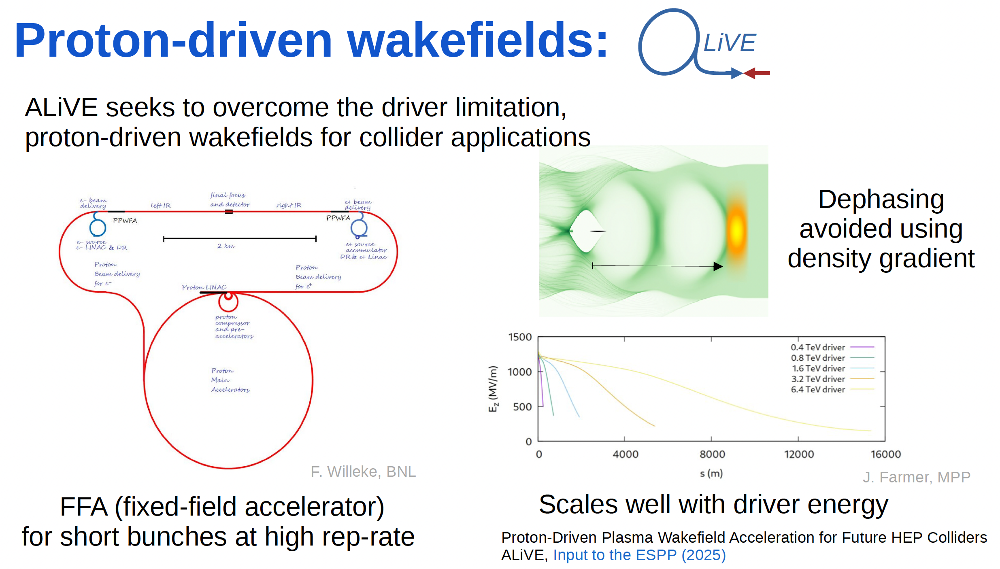 Proton-driven wakefields:
LiVE
ALiVE seeks to overcome the driver limitation,
proton-driven wakefields for collider applications
e- beam
delivery
left IR
final focus
and detector
right IR
e+ beam
delivery
PPWFA
PPWFA
e- source
e- LINAC & DR
2 km
e+ source
accumulator
DR & e+ Linac
Proton
Beam delivery
for e-
Proton
Beam delivery
for e+
Proton LINAC
proton
compressor
and pre-
accelerators
Proton
Main
Accelerators
F. Willeke, BNL
FFA (fixed-field accelerator)
for short bunches at high rep-rate
Dephasing
avoided using
density gradient
1500
1000
500
0
Ez (MV/m)
0.4 TeV driver
0.8 TeV driver
1.6 TeV driver
3.2 TeV driver
6.4 TeV driver
0 4000 8000 12000 16000
s (m)
J. Farmer, MPP
Scales well with driver energy
Proton-Driven Plasma Wakefield Acceleration for Future HEP Colliders
ALiVE, Input to the ESPP (2025)